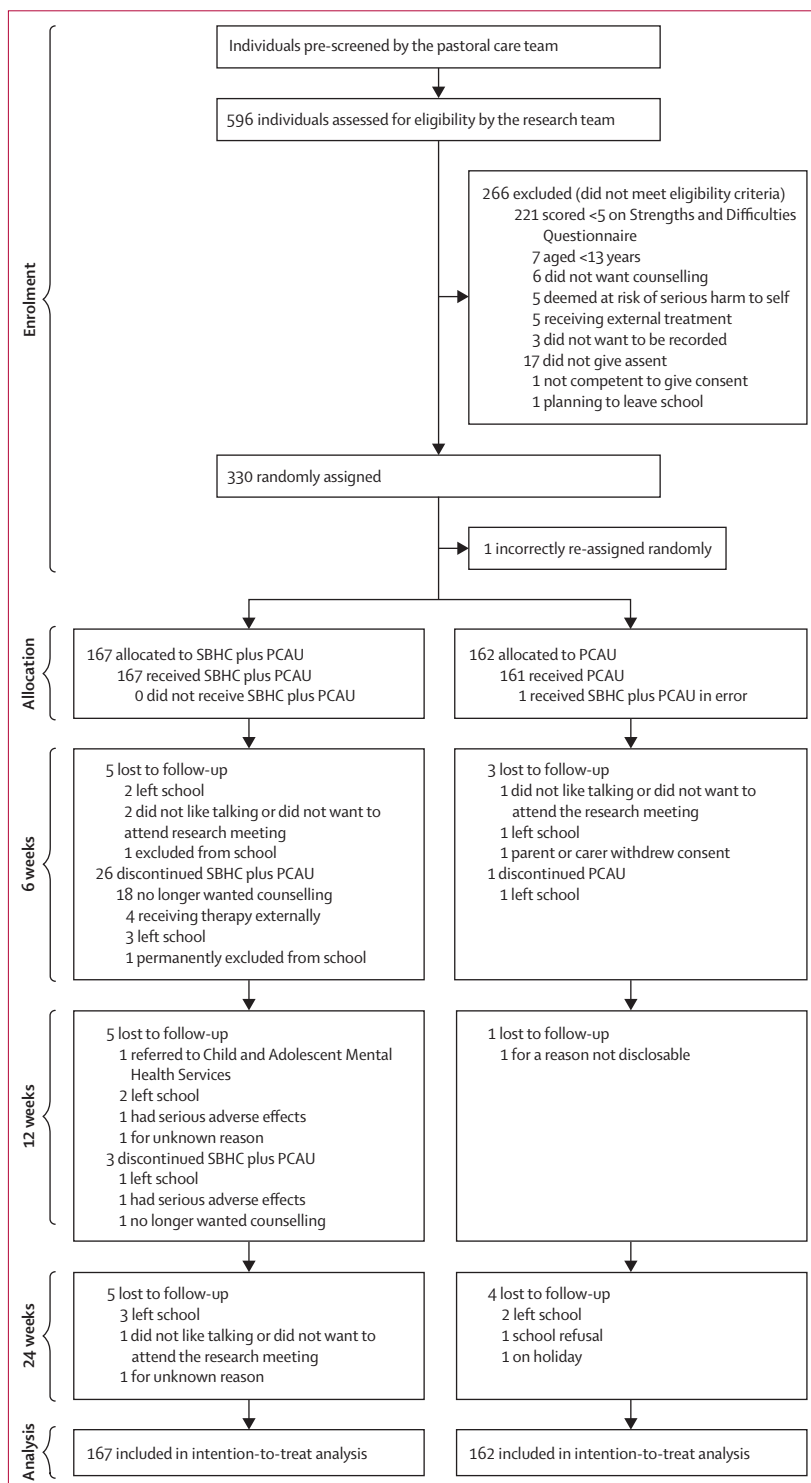 Enrolment
Individuals pre-screened by the pastoral care team
596 individuals assessed for eligibility by the research team
266 excluded (did not meet eligibility criteria)
221 scored <5 on Strengths and Difficulties
Questionnaire
7 aged <13 years
6 did not want counselling
5 deemed at risk of serious harm to self
5 receiving external treatment
3 did not want to be recorded
17 did not give assent
1 not competent to give consent
1 planning to leave school
330 randomly assigned
1 incorrectly re-assigned randomly
Allocation
167 allocated to SBHC plus PCAU
167 received SBHC plus PCAU
0 did not receive SBHC plus PCAU
162 allocated to PCAU
161 received PCAU
1 received SBHC plus PCAU in error
6 weeks
5 lost to follow-up
2 left school
2 did not like talking or did not want to
attend research meeting
1 excluded from school
26 discontinued SBHC plus PCAU
18 no longer wanted counselling
4 receiving therapy externally
3 left school
1 permanently excluded from school
3 lost to follow-up
1 did not like talking or did not want to
attend the research meeting
1 left school
1 parent or carer withdrew consent
1 discontinued PCAU
1 left school
12 weeks
5 lost to follow-up
1 referred to Child and Adolescent Mental
Health Services
2 left school
1 had serious adverse effects
1 for unknown reason
3 discontinued SBHC plus PCAU
1 left school
1 had serious adverse effects
1 no longer wanted counselling
1 lost to follow-up
1 for a reason not disclosable
24 weeks
5 lost to follow-up
3 left school
1 did not like talking or did not want to
attend the research meeting
1 for unknown reason
4 lost to follow-up
2 left school
1 school refusal
1 on holiday
Analysis
167 included in intention-to-treat analysis
162 included in intention-to-treat analysis